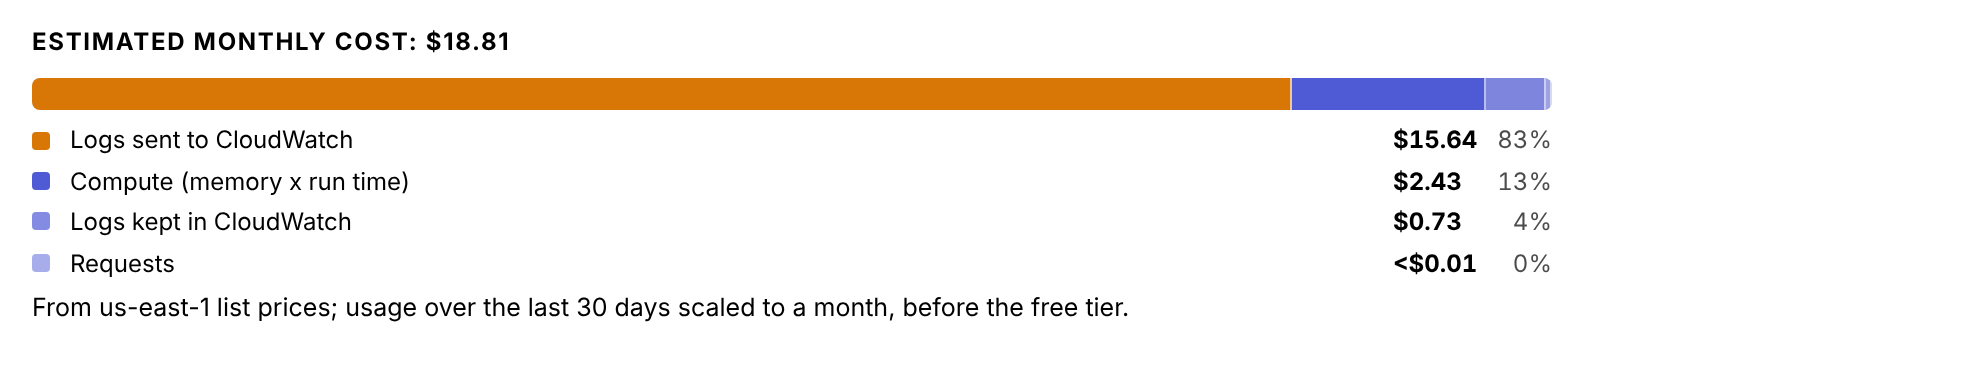 ESTIMATED MONTHLY COST: $18.81
Logs sent to CloudWatch $15.64 83%
Compute (memory x run time) $2.43 13%
Logs kept in CloudWatch $0.73 4%
Requests <$0.01 0%
From us-east-1 list prices; usage over the last 30 days scaled to a month, before the free tier.